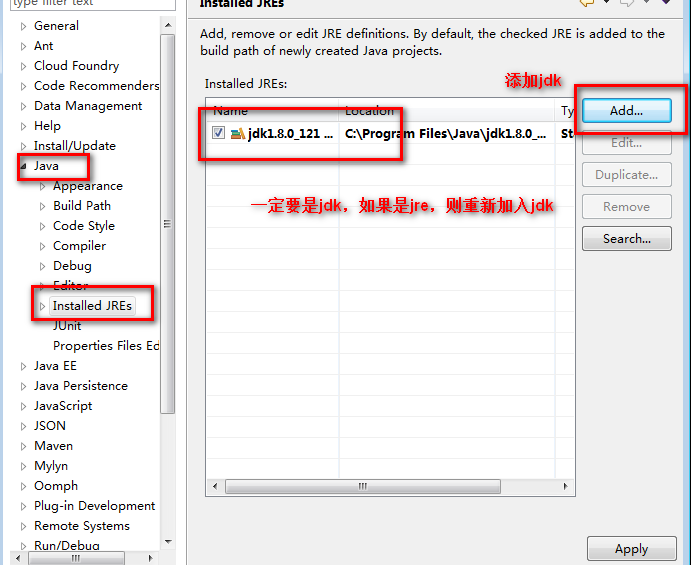 type filter text
General
Ant
Cloud Foundry
Code Recommenders
Data Management
Help
Install/Update
Java
Appearance
Build Path
Code Style
Compiler
Debug
Editor
Installed JREs
JUnit
Properties Files Ed
Java EE
Java Persistence
JavaScript
JSON
Maven
Mylyn
Oomph
Plug-in Development
Remote Systems
Run/Debug
Installed JREs
Add, remove or edit JRE definitions. By default, the checked JRE is added to the
build path of newly created Java projects.
Installed JREs:
添加jdk
Name Location Ty
jdk1.8.0_121 ... C:\Program Files\Java\jdk1.8.0_... St
一定要是jdk，如果是jre，则重新加入jdk
Add...
Edit...
Duplicate...
Remove
Search...
Apply